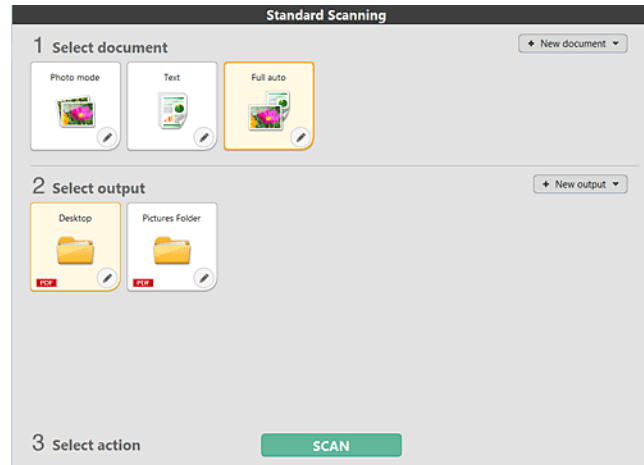 Standard Scanning
1 Select document
+ New document
Photo mode
Text
Full auto
2 Select output
+ New output
Desktop
Pictures Folder
PDF
PDF
3 Select action
SCAN